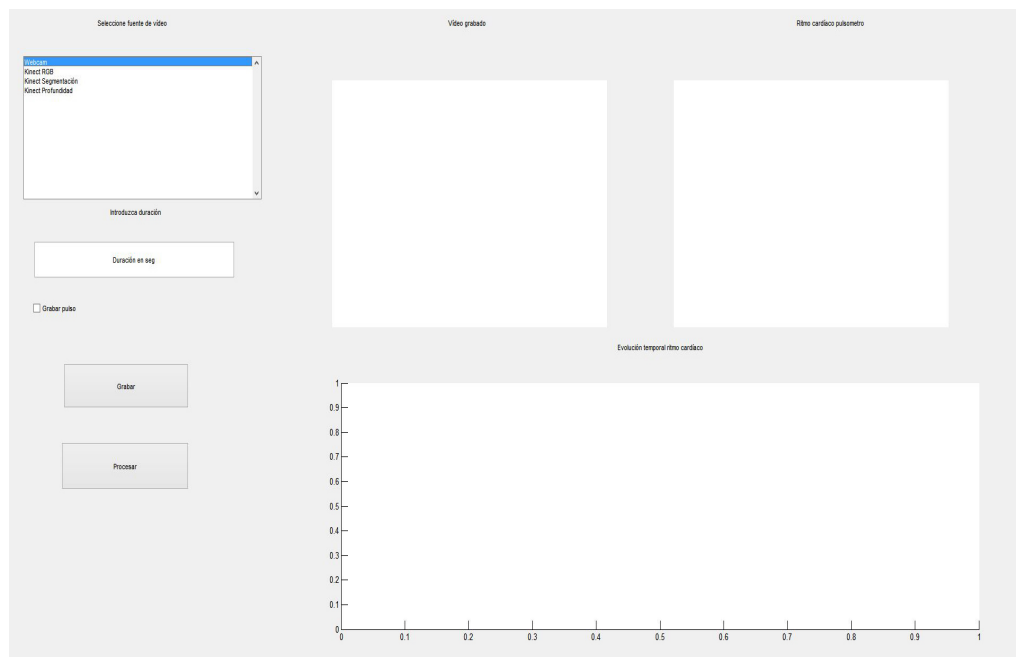 Seleccione fuente de vídeo
Vídeo grabado
Ritmo cardíaco pulsometro
Webcam
Kinect RGB
Kinect Segmentación
Kinect Profundidad
Introduzca duración
Duración en seg
Grabar pulso
Grabar
Procesar
Evolución temporal ritmo cardíaco
1
0.9
0.8
0.7
0.6
0.5
0.4
0.3
0.2
0.1
0
0 0.1 0.2 0.3 0.4 0.5 0.6 0.7 0.8 0.9 1